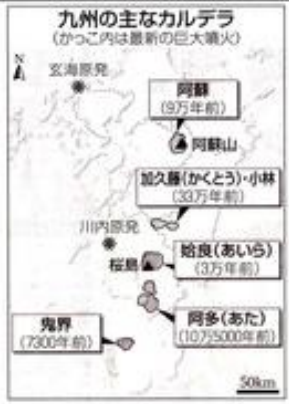 九州の主なカルデラ
(かっこ内は最新の巨大噴火)
N
玄海原発
阿蘇
(9万年前)
阿蘇山
加久藤(かくとう)・小林
(33万年前)
川内原発
姶良(あいら)
(3万年前)
桜島
阿多(あた)
(10万5000年前)
鬼界
(7300年前)
50km